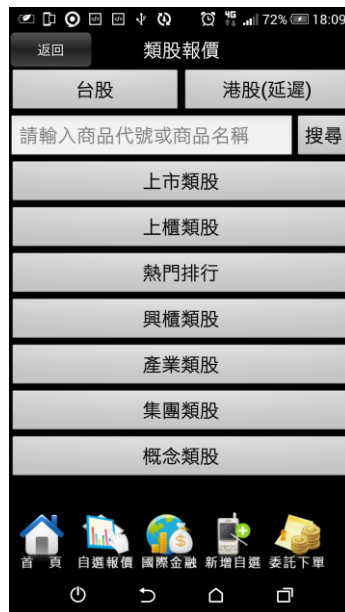 4G 72% 18:09
返回 類股報價
台股 港股(延遲)
請輸入商品代號或商品名稱 搜尋
上市類股
上櫃類股
熱門排行
興櫃類股
產業類股
集團類股
概念類股
首 頁 自選報價 國際金融 新增自選 委託下單